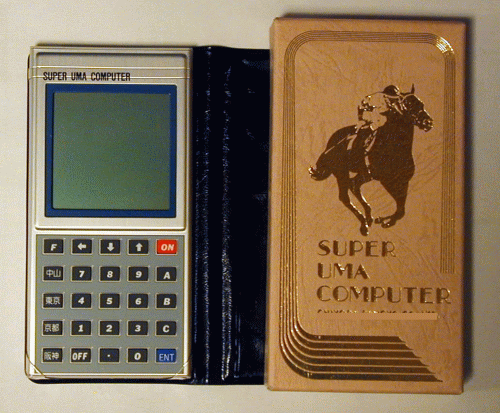 SUPER UMA COMPUTER
F ← ↓ ↑ ON
中山 7 8 9 A
東京 4 5 6 B
京都 1 2 3 C
阪神 OFF · 0 ENT
SUPER
UMA
COMPUTER